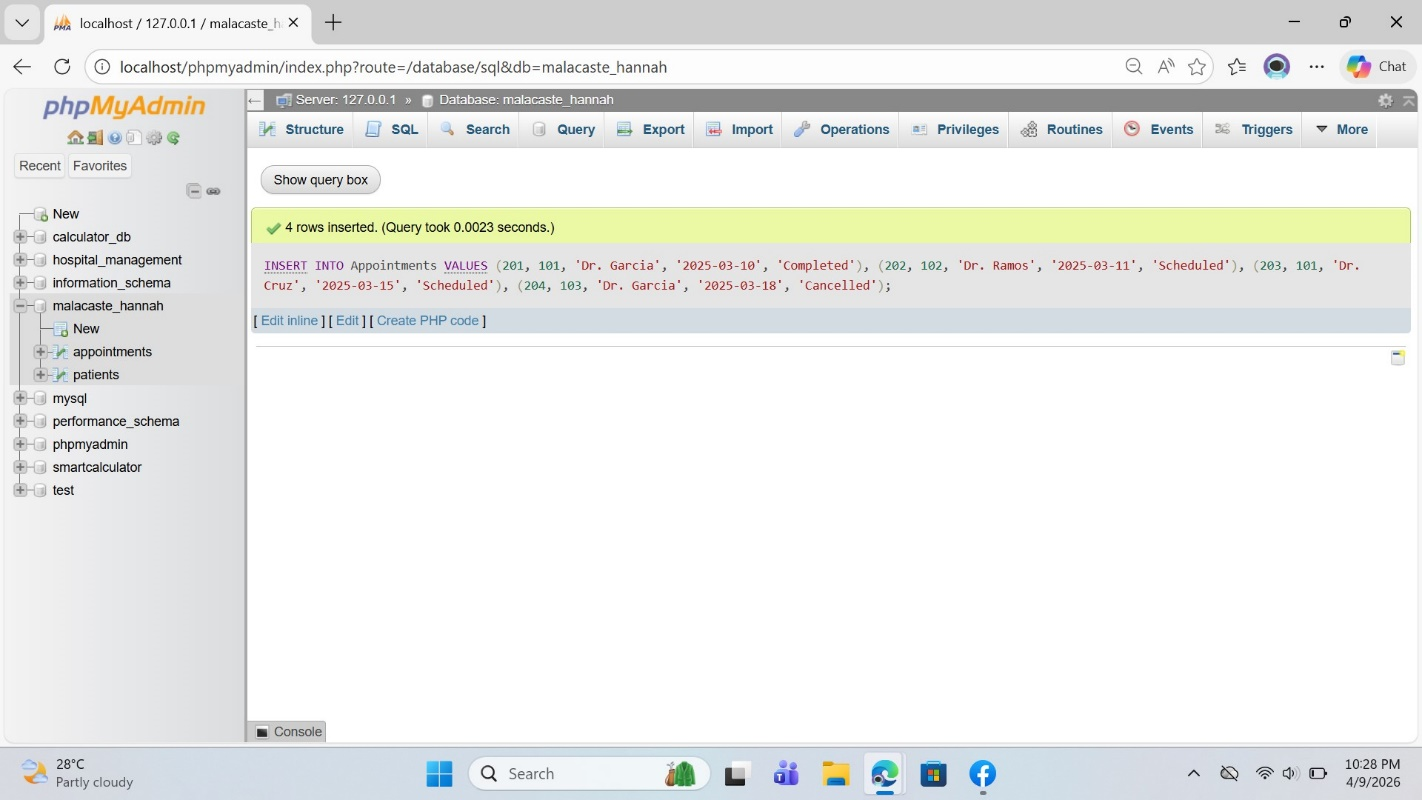 localhost / 127.0.0.1 / malacaste_h
localhost/phpmyadmin/index.php?route=/database/sql&db=malacaste_hannah
Chat
phpMyAdmin
Recent
Favorites
New
calculator_db
hospital_management
information_schema
malacaste_hannah
New
appointments
patients
mysql
performance_schema
phpmyadmin
smartcalculator
test
Server: 127.0.0.1 » Database: malacaste_hannah
Structure SQL Search Query Export Import Operations Privileges Routines Events Triggers More
Show query box
4 rows inserted. (Query took 0.0023 seconds.)
INSERT INTO Appointments VALUES (201, 101, 'Dr. Garcia', '2025-03-10', 'Completed'), (202, 102, 'Dr. Ramos', '2025-03-11', 'Scheduled'), (203, 101, 'Dr.
Cruz', '2025-03-15', 'Scheduled'), (204, 103, 'Dr. Garcia', '2025-03-18', 'Cancelled');
[ Edit inline ] [ Edit ] [ Create PHP code ]
Console
28°C
Partly cloudy
Search
10:28 PM
4/9/2026